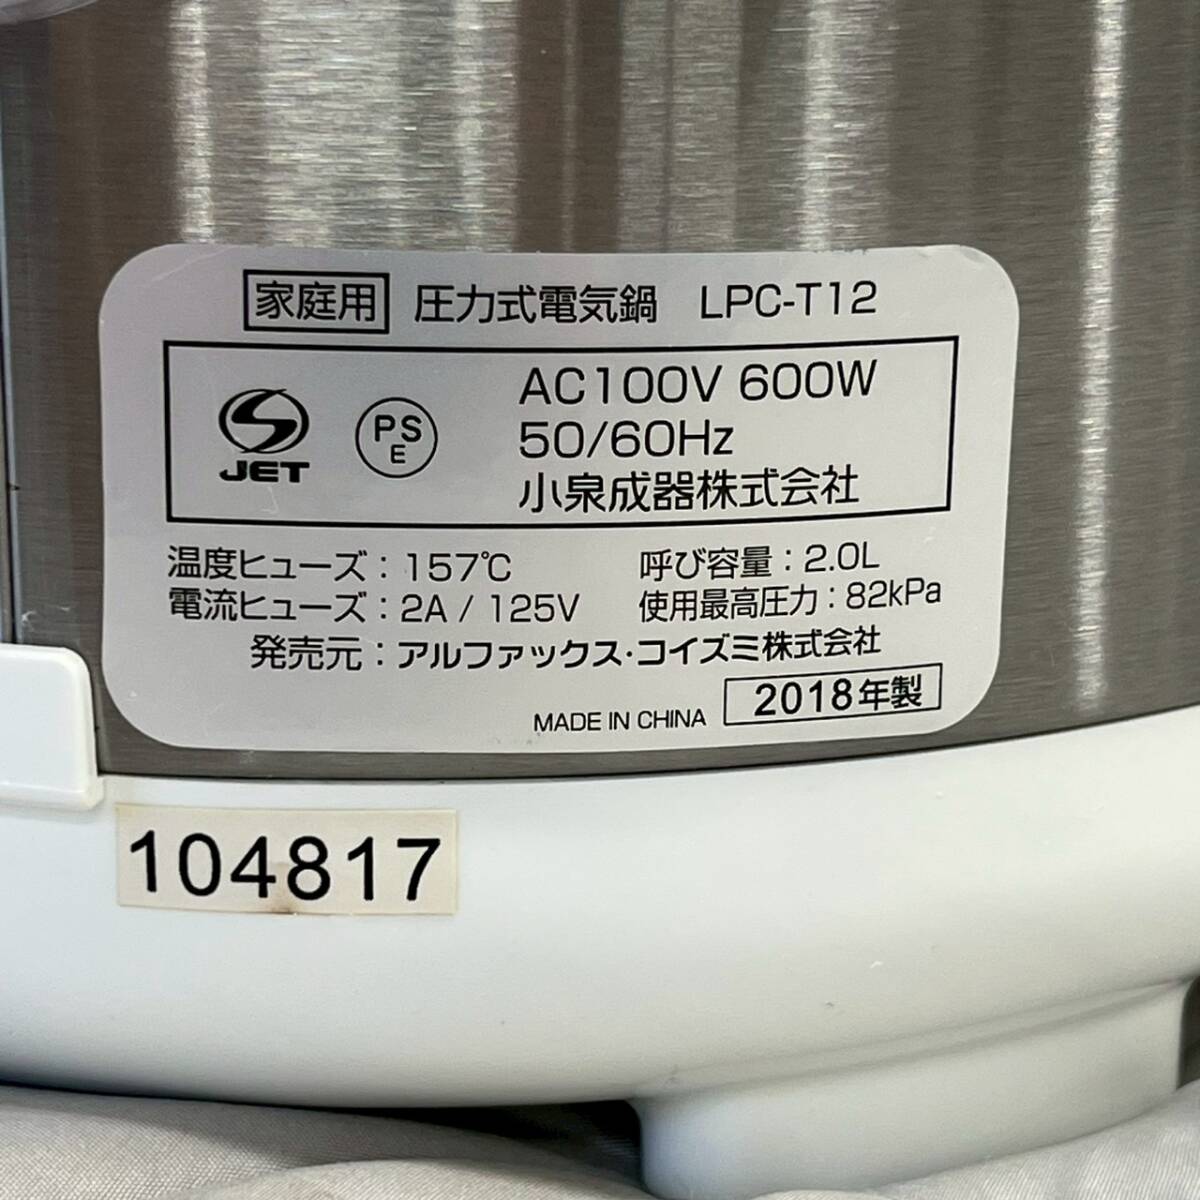 家庭用 圧力式電気鍋 LPC-T12
JET
PS
E
AC100V 600W
50/60Hz
小泉成器株式会社
温度ヒューズ：157℃ 呼び容量：2.0L
電流ヒューズ：2A / 125V 使用最高圧力：82kPa
発売元：アルファックス・コイズミ株式会社
MADE IN CHINA 2018年製
104817